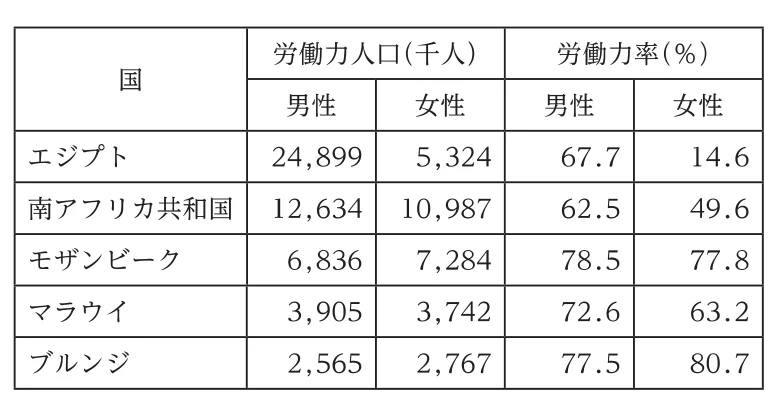 国 労働力人口(千人) 労働力率(%)
男性 女性 男性 女性
エジプト 24,899 5,324 67.7 14.6
南アフリカ共和国 12,634 10,987 62.5 49.6
モザンビーク 6,836 7,284 78.5 77.8
マラウイ 3,905 3,742 72.6 63.2
ブルンジ 2,565 2,767 77.5 80.7